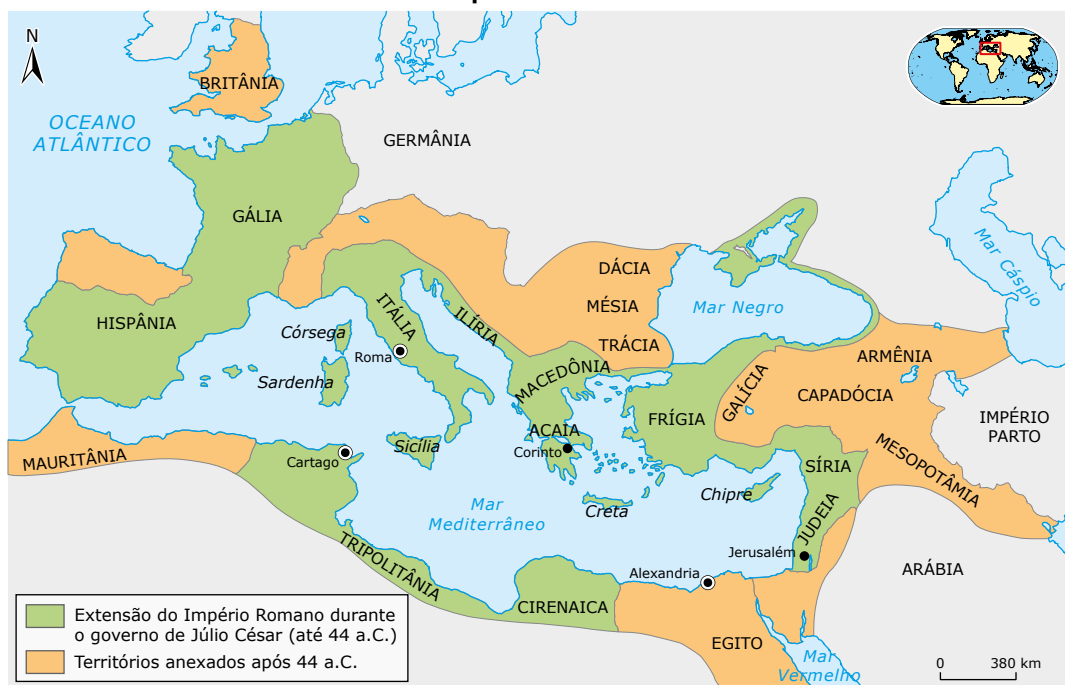 N
BRITÂNIA
OCEANO
ATLÂNTICO
GERMÂNIA
GÁLIA
Mar Cáspio
DÁCIA
MÉSIA
Mar Negro
HISPÂNIA
Córsega
ITÁLIA
ILÍRIA
Roma
TRÁCIA
ARMÊNIA
Sardenha
MACEDÔNIA
GALÍCIA
CAPADÓCIA
FRÍGIA
IMPÉRIO
PARTO
ACAÍA
Corinto
Sicília
MAURITÂNIA
Cartago
SÍRIA
MESOPOTÂMIA
Chipre
Mar
Mediterrâneo
Creta
JUDEIA
TRIPOLITÂNIA
Jerusalém
Alexandria
ARÁBIA
CIRENAICA
EGITO
Mar
Vermelho
Extensão do Império Romano durante
o governo de Júlio César (até 44 a.C.)
Territórios anexados após 44 a.C.
0 380 km